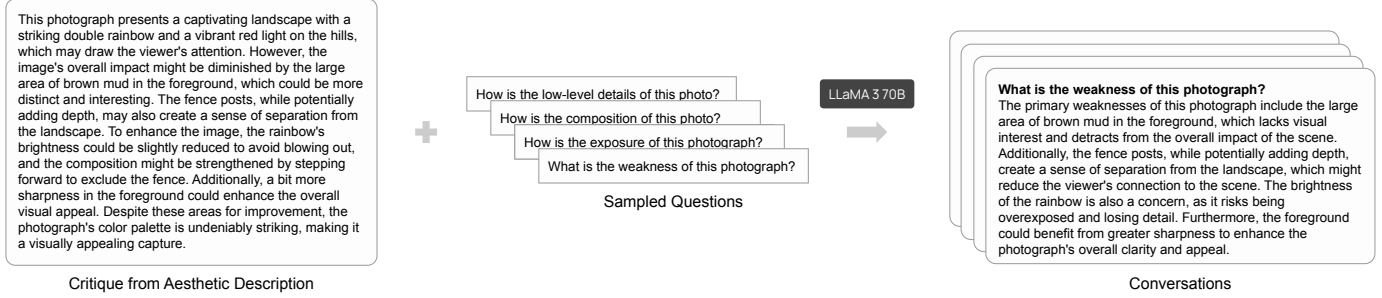 This photograph presents a captivating landscape with a
striking double rainbow and a vibrant red light on the hills,
which may draw the viewer's attention. However, the
image's overall impact might be diminished by the large
area of brown mud in the foreground, which could be more
distinct and interesting. The fence posts, while potentially
adding depth, may also create a sense of separation from
the landscape. To enhance the image, the rainbow's
brightness could be slightly reduced to avoid blowing out,
and the composition might be strengthened by stepping
forward to exclude the fence. Additionally, a bit more
sharpness in the foreground could enhance the overall
visual appeal. Despite these areas for improvement, the
photograph's color palette is undeniably striking, making it
a visually appealing capture.
Critique from Aesthetic Description
How is the low-level details of this photo?
How is the composition of this photo?
How is the exposure of this photograph?
What is the weakness of this photograph?
Sampled Questions
LLaMA 3 70B
What is the weakness of this photograph?
The primary weaknesses of this photograph include the large
area of brown mud in the foreground, which lacks visual
interest and detracts from the overall impact of the scene.
Additionally, the fence posts, while potentially adding depth,
create a sense of separation from the landscape, which might
reduce the viewer's connection to the scene. The brightness
of the rainbow is also a concern, as it risks being
overexposed and losing detail. Furthermore, the foreground
could benefit from greater sharpness to enhance the
photograph's overall clarity and appeal.
Conversations